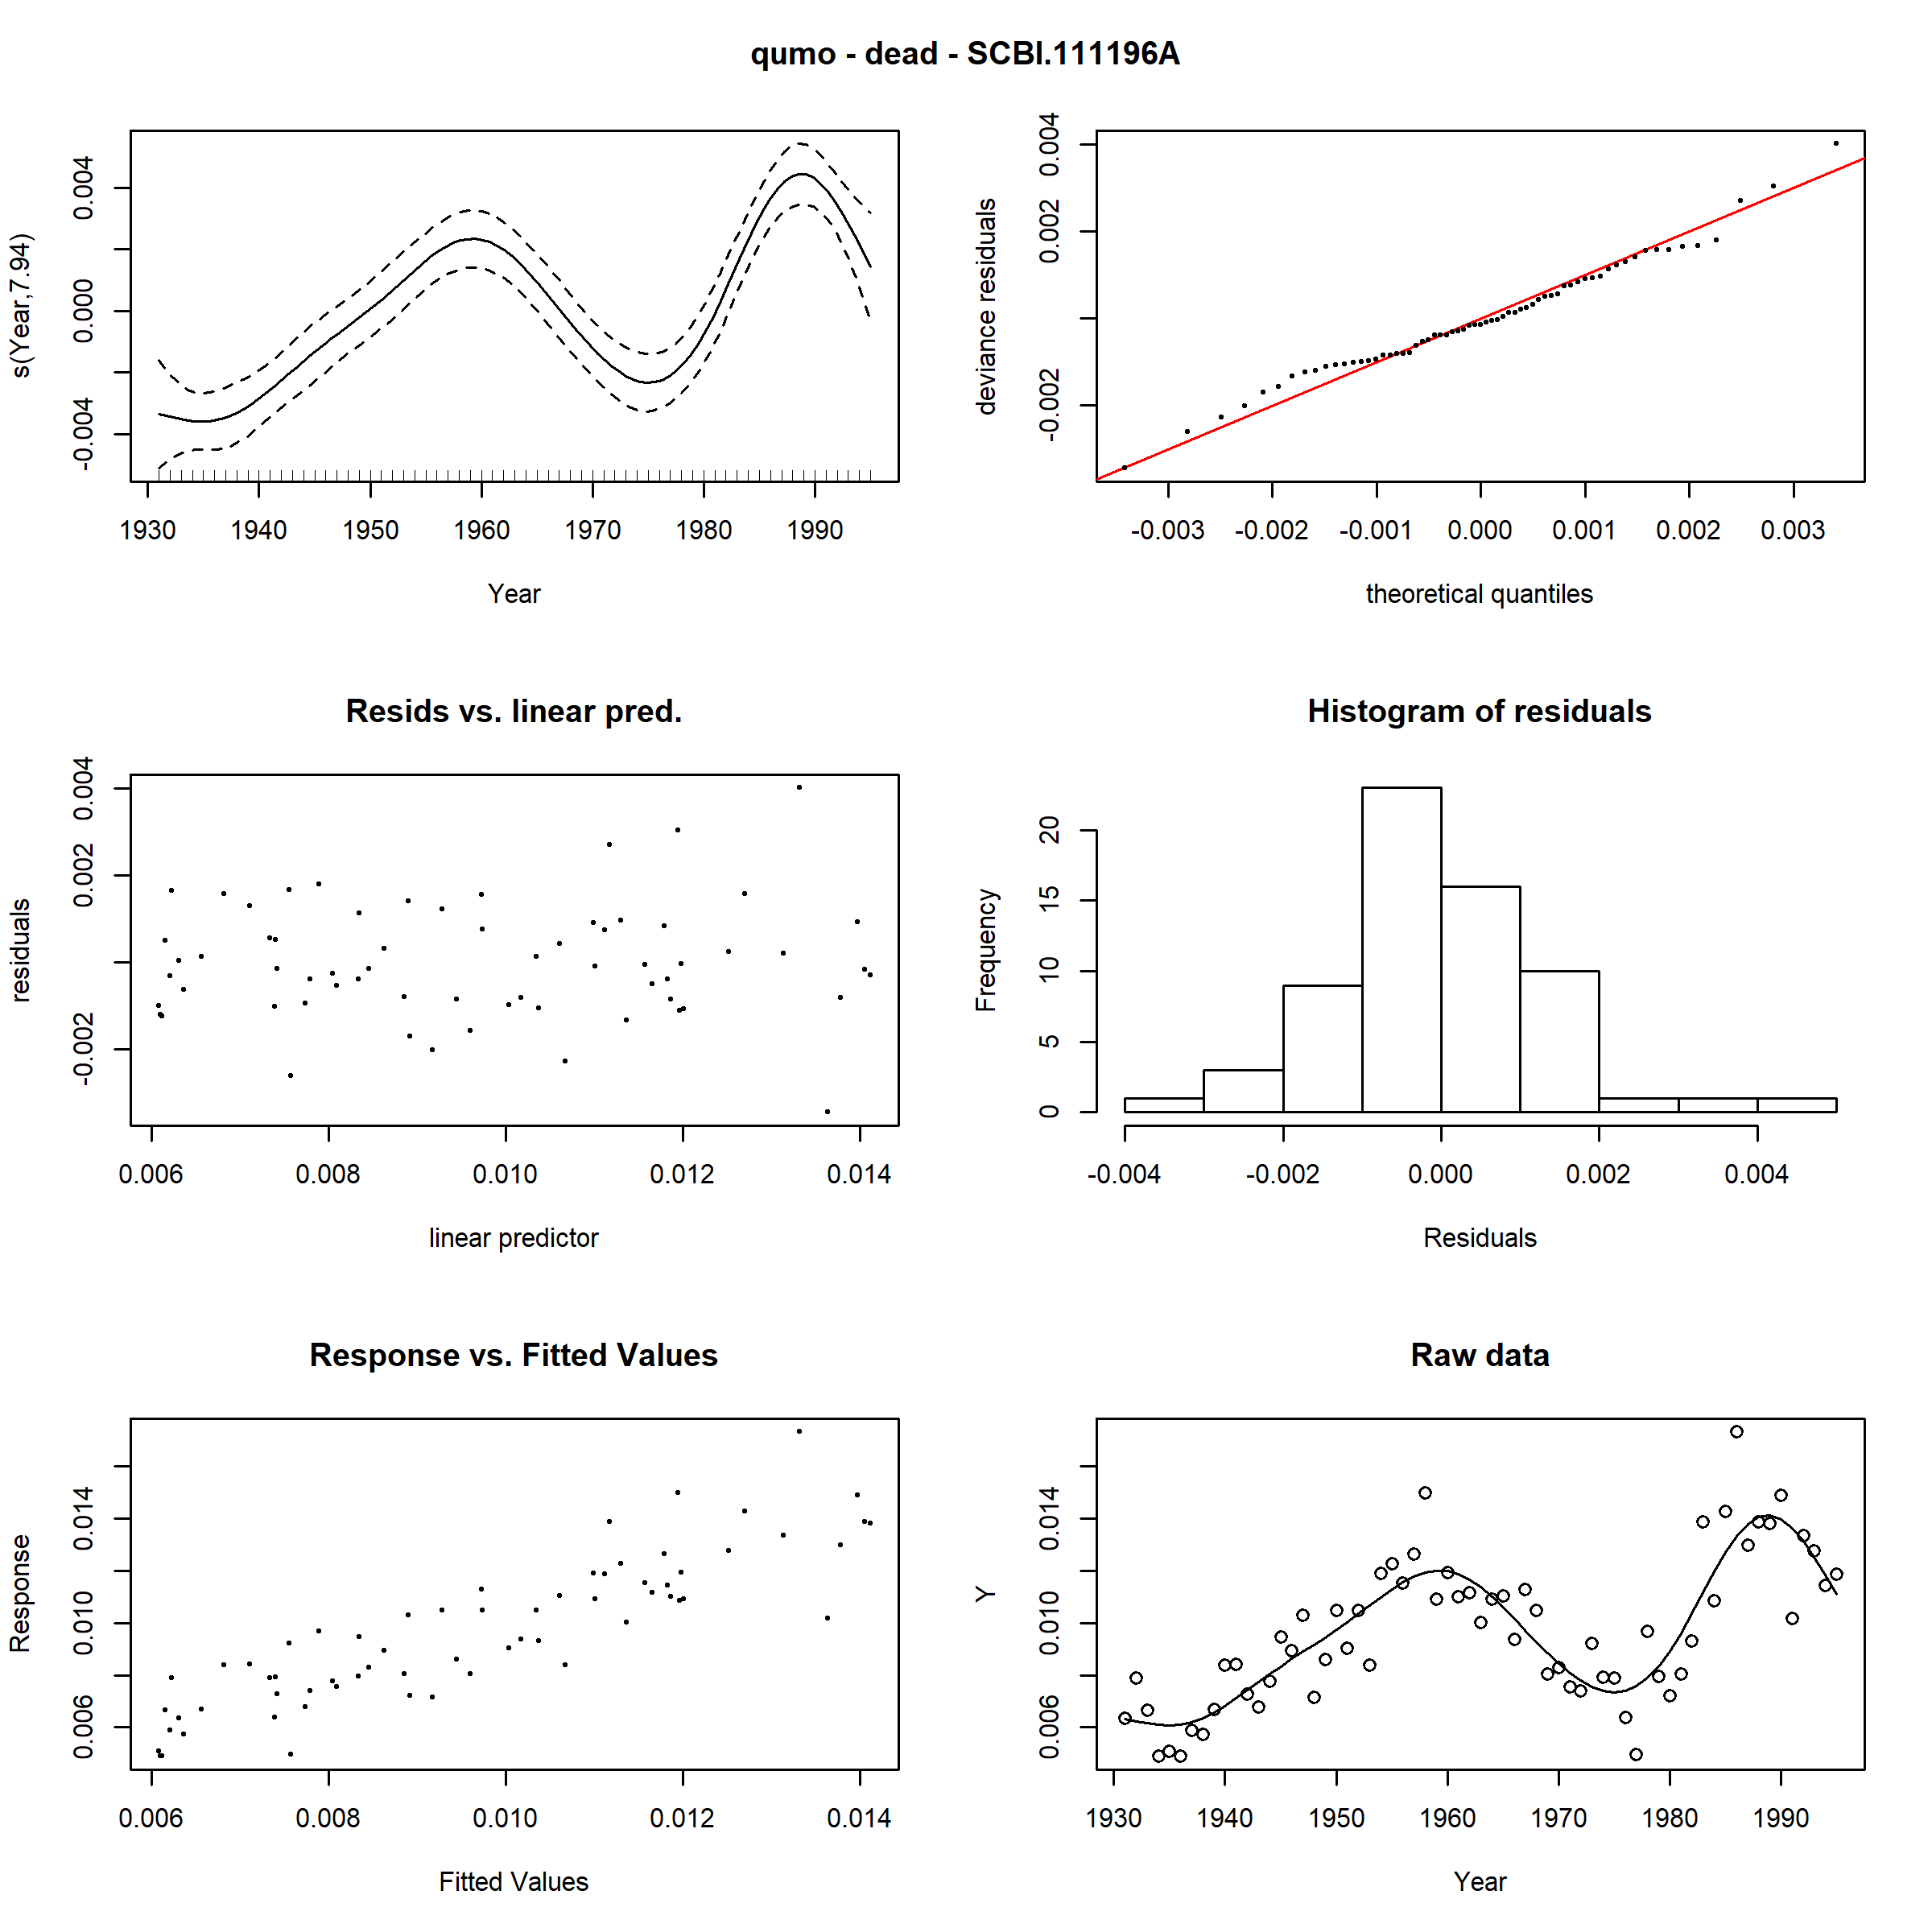 qumo - dead - SCBI.111196A
s(Year,7.94)
0.004
0.000
-0.004
1930 1940 1950 1960 1970 1980 1990
Year
deviance residuals
0.004
0.002
-0.002
-0.003 -0.002 -0.001 0.000 0.001 0.002 0.003
theoretical quantiles
Resids vs. linear pred.
residuals
0.004
0.002
-0.002
0.006 0.008 0.010 0.012 0.014
linear predictor
Histogram of residuals
Frequency
20
15
10
5
0
-0.004 -0.002 0.000 0.002 0.004
Residuals
Response vs. Fitted Values
Response
0.014
0.010
0.006
0.006 0.008 0.010 0.012 0.014
Fitted Values
Raw data
Y
0.014
0.010
0.006
1930 1940 1950 1960 1970 1980 1990
Year